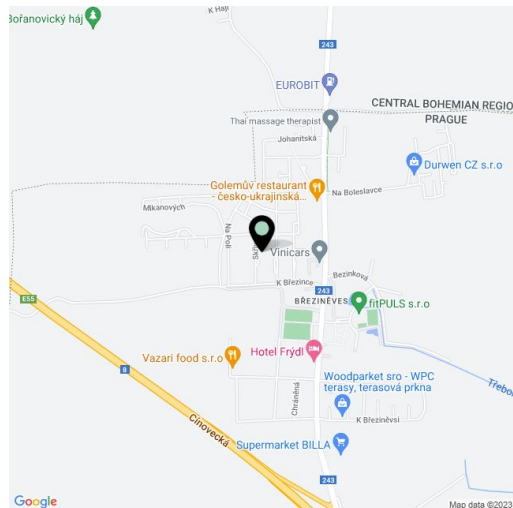 K Háji
Bořanovický háj
243
EUROBIT
CENTRAL BOHEMIAN REGIO
PRAGUE
Thai massage therapist
Johanitská
Durwen CZ s.r.o
Golemův restaurant
- česko-ukrajinská...
Na Boleslavce
Mikanových
Na Poli
Vinicars
Bezinková
K Březince
243
BŘEZINĚVES
E55
fitPULS s.r.o
Hotel Frýdl
Vazari food s.r.o
8
Woodparket sro - WPC
terasy, terasová prkna
Chráněná
Cínovecká
K Březiněvsi
Supermarket BILLA
243
Google
Map data ©2023